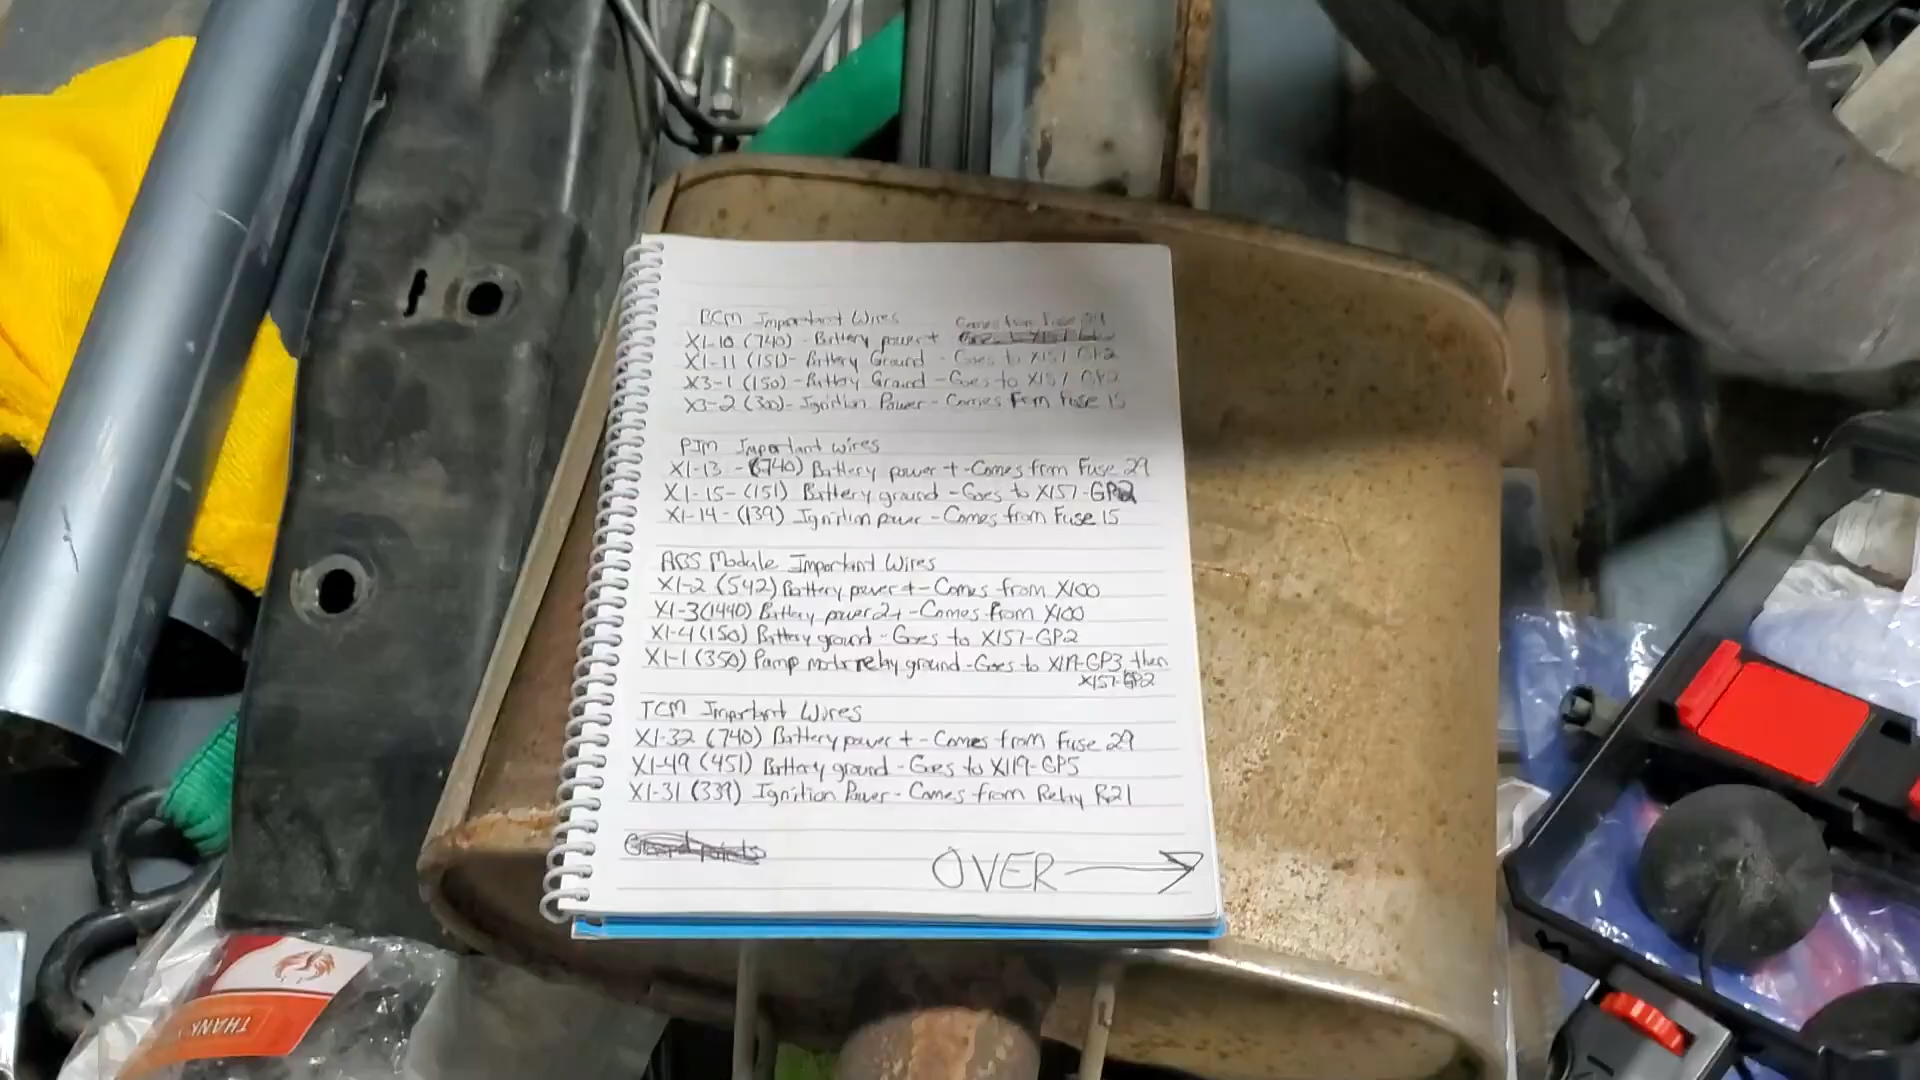 BCM Important Wires
X1-10 (740) - Battery power + Comes from Fuse
X1-11 (151)- Battery Ground - Goes to X157 GP2
X3-1 (150) - Battery Ground - Goes to X157 GP2
X3-2 (300)- Ignition Power - Comes from Fuse 15
PIM Important wires
X1-13 - (740) Battery power + - Comes from Fuse 29
X1-15 - (151) Battery ground - Goes to X157-GP2
X1-14 - (139) Ignition power - Comes from Fuse 15
ABS Module Important Wires
X1-2 (542) Battery power + - Comes from X100
X1-3 (1440) Battery power 2+ - Comes from X100
X1-4 (150) Battery ground - Goes to X157-GP2
X1-1 (350) Pump motor relay ground - Goes to X119-GP3, then
X157-GP2
TCM Important Wires
X1-32 (740) Battery power + - Comes from Fuse 29
X1-49 (451) Battery ground - Goes to X119-GP5
X1-31 (339) Ignition Power - Comes from Relay R21
OVER
THANK